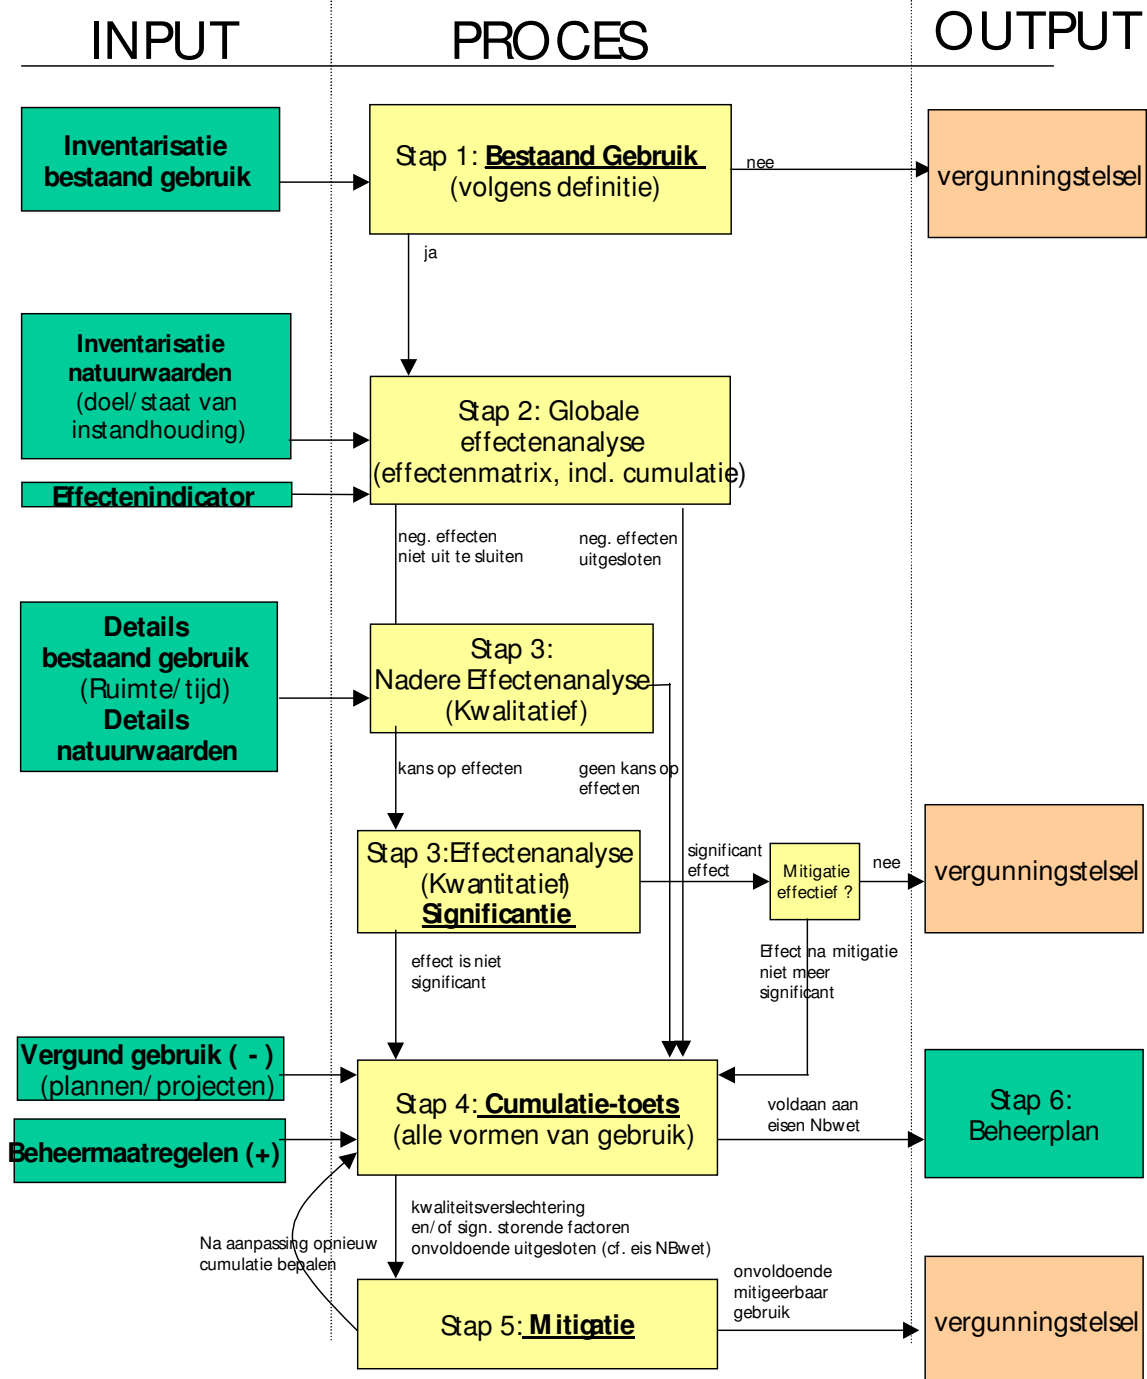 INPUT
PROCES
OUTPUT
Inventarisatie
bestaand gebruik
Stap 1: Bestaand Gebruik
(volgens definitie)
nee
vergunningstelsel
ja
Inventarisatie
natuurwaarden
(doel/staat van
instandhouding)
Effectenindicator
Stap 2: Globale
effectenanalyse
(effectenmatrix, incl. cumulatie)
neg. effecten
niet uit te sluiten
neg. effecten
uitgesloten
Details
bestaand gebruik
(Ruimte/tijd)
Details
natuurwaarden
Stap 3:
Nadere Effectenanalyse
(Kwalitatief)
kans op effecten
geen kans op
effecten
Stap 3:Effectenanalyse
(Kwantitatief)
Significantie
significant
effect
Mitigatie
effectief ?
nee
vergunningstelsel
effect is niet
significant
Effect na mitigatie
niet meer
significant
Vergund gebruik ( - )
(plannen/projecten)
Beheermaatregelen (+)
Stap 4: Cumulatie-toets
(alle vormen van gebruik)
voldaan aan
eisen Nbwet
Stap 6:
Beheerplan
kwaliteitsverslechtering
en/of sign. storende factoren
onvoldoende uitgesloten (cf. eis NBwet)
Na aanpassing opnieuw
cumulatie bepalen
Stap 5: Mitigatie
onvoldoende
mitigeerbaar
gebruik
vergunningstelsel